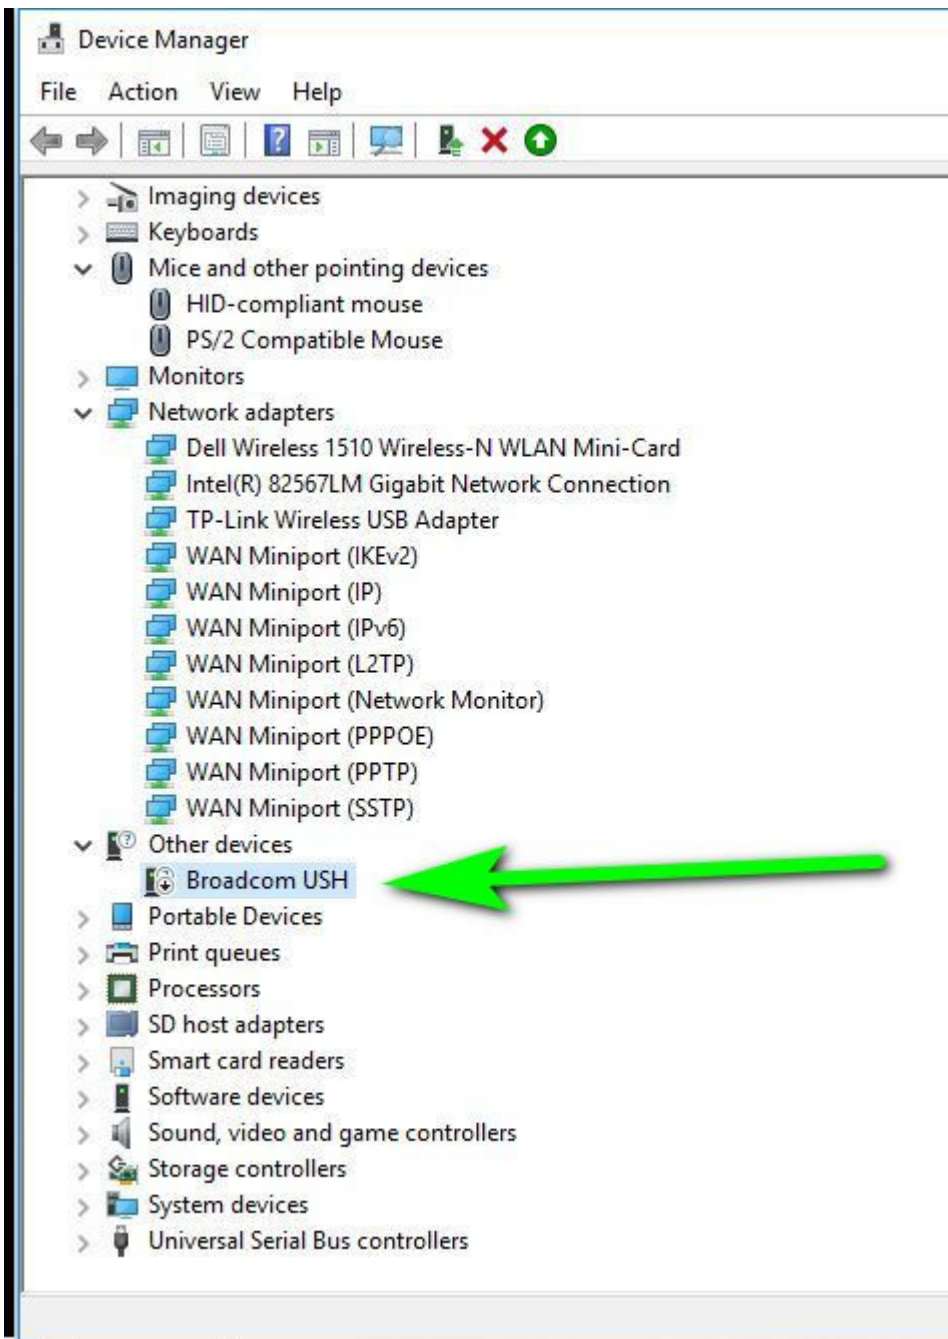 Device Manager
File Action View Help
Imaging devices
Keyboards
Mice and other pointing devices
HID-compliant mouse
PS/2 Compatible Mouse
Monitors
Network adapters
Dell Wireless 1510 Wireless-N WLAN Mini-Card
Intel(R) 82567LM Gigabit Network Connection
TP-Link Wireless USB Adapter
WAN Miniport (IKEv2)
WAN Miniport (IP)
WAN Miniport (IPv6)
WAN Miniport (L2TP)
WAN Miniport (Network Monitor)
WAN Miniport (PPPOE)
WAN Miniport (PPTP)
WAN Miniport (SSTP)
Other devices
Broadcom USH
Portable Devices
Print queues
Processors
SD host adapters
Smart card readers
Software devices
Sound, video and game controllers
Storage controllers
System devices
Universal Serial Bus controllers